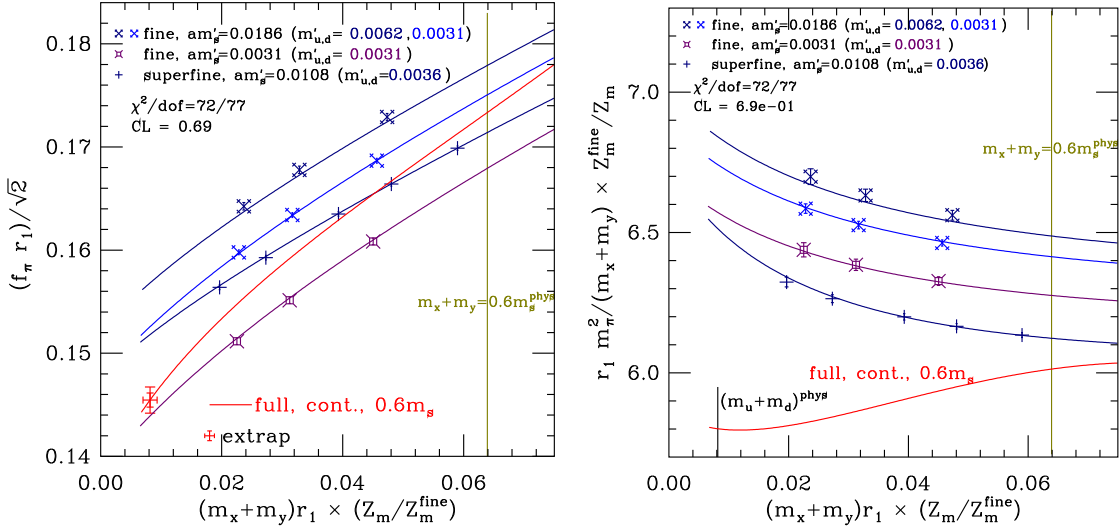 fine, am′ₛ=0.0186 (m′ᵤ,d= 0.0062,0.0031)
fine, am′ₛ=0.0031 (m′ᵤ,d= 0.0031)
superfine, am′ₛ=0.0108 (m′ᵤ,d=0.0036)
χ²/dof=72/77
CL = 0.69
mₓ+m_y=0.6mₛ^phys
full, cont., 0.6mₛ
extrap
(f_π r₁)/√2
0.18
0.17
0.16
0.15
0.14
0.00 0.02 0.04 0.06
(mₓ+m_y)r₁ × (Z_m/Z_m^fine)
fine, am′ₛ=0.0186 (m′ᵤ,d= 0.0062,0.0031)
fine, am′ₛ=0.0031 (m′ᵤ,d=0.0031)
superfine, am′ₛ=0.0108 (m′ᵤ,d=0.0036)
χ²/dof=72/77
CL = 6.9e−01
mₓ+m_y=0.6mₛ^phys
full, cont., 0.6mₛ
(mᵤ+m_d)^phys
r₁ m_π²/(mₓ+m_y) × Z_m^fine/Z_m
7.0
6.5
6.0
0.00 0.02 0.04 0.06
(mₓ+m_y)r₁ × (Z_m/Z_m^fine)